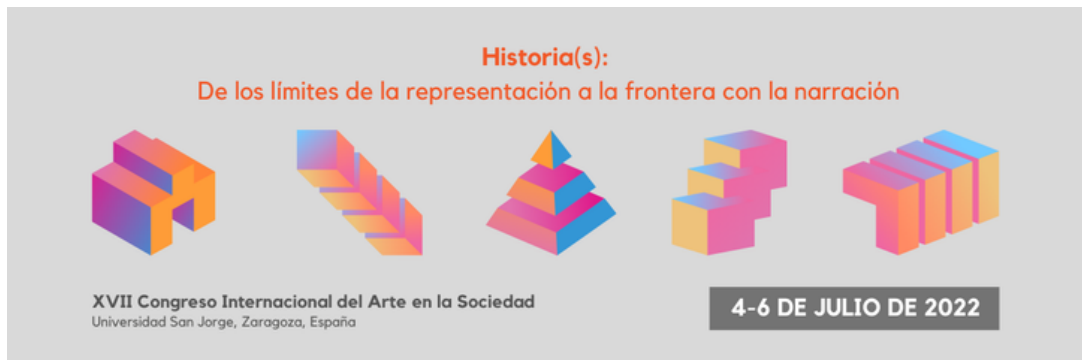 Historia(s):
De los límites de la representación a la frontera con la narración
XVII Congreso Internacional del Arte en la Sociedad
Universidad San Jorge, Zaragoza, España
4-6 DE JULIO DE 2022